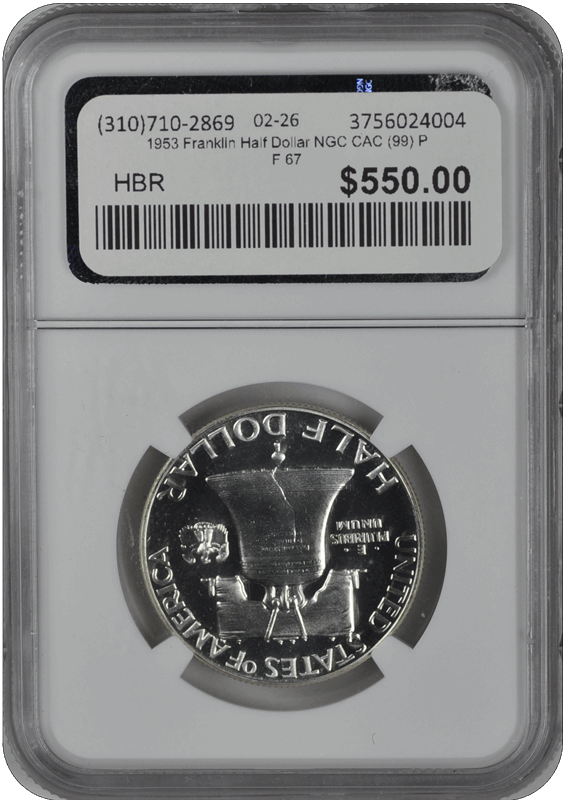 (310)710-2869 02-26 3756024004
1953 Franklin Half Dollar NGC CAC (99) P
F 67
HBR $550.00
NGC
HALF DOLLAR
E
PLURIBUS
UNUM
UNITED STATES OF AMERICA